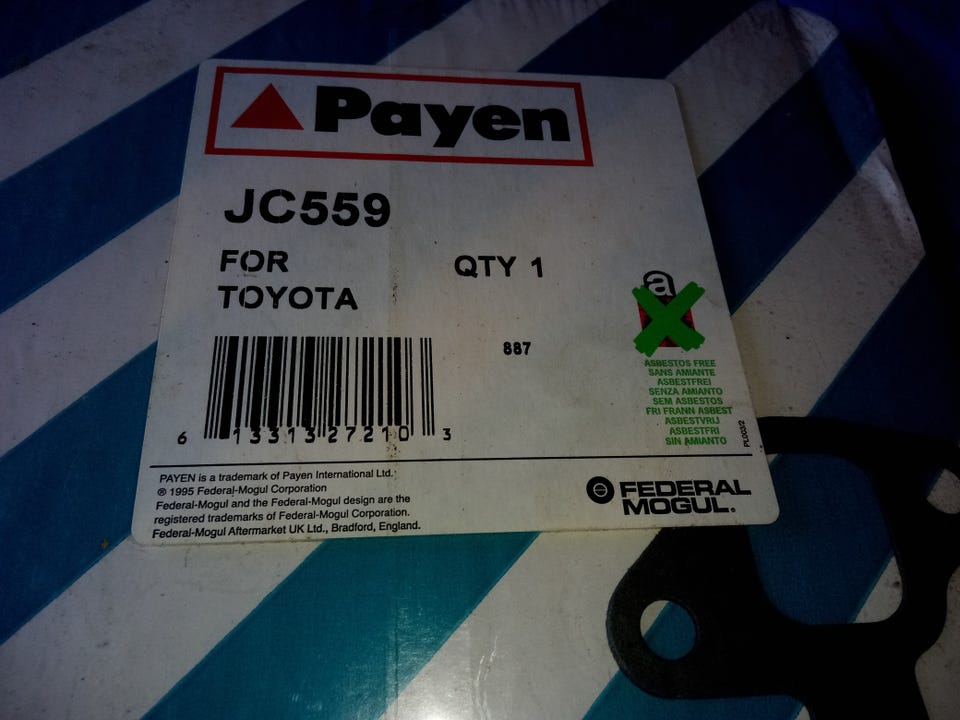 Payen
JC559
FOR
TOYOTA
QTY 1
887
a
ASBESTOS FREE
SANS AMIANTE
ASBESTFREI
SENZA AMIANTO
SEM ASBESTOS
FRI FRANN ASBEST
ASBESTVRIJ
ASBESTFRI
SIN AMIANTO
PL003/2
6 13313 27210 3
PAYEN is a trademark of Payen International Ltd.
® 1995 Federal-Mogul Corporation
Federal-Mogul and the Federal-Mogul design are the
registered trademarks of Federal-Mogul Corporation.
Federal-Mogul Aftermarket UK Ltd., Bradford, England.
FEDERAL
MOGUL.